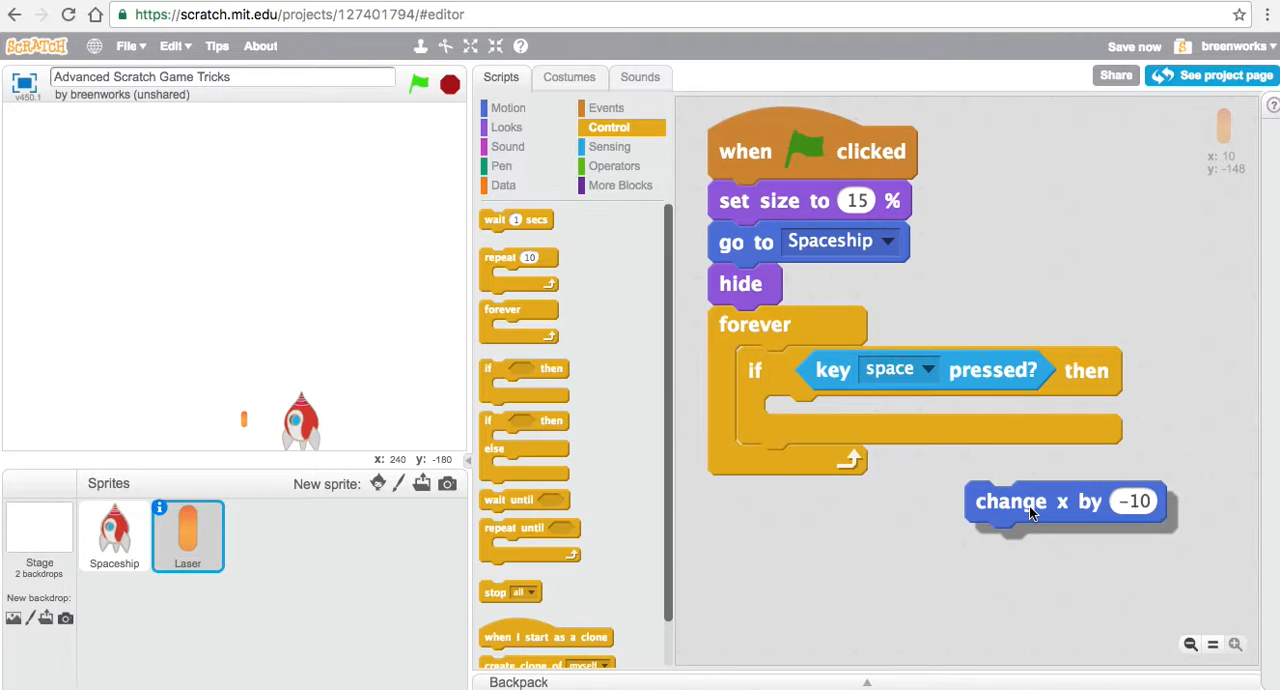 https://scratch.mit.edu/projects/127401794/#editor
SCRATCH File▾ Edit▾ Tips About Save now breenworks▾
v450.1 Advanced Scratch Game Tricks
by breenworks (unshared)
Scripts Costumes Sounds Share See project page
Motion Events
Looks Control
Sound Sensing
Pen Operators
Data More Blocks
x: 10
y: -148
wait 1 secs
repeat 10
forever
if then
if then
else
wait until
repeat until
stop all
when I start as a clone
create clone of myself
when clicked
set size to 15 %
go to Spaceship
hide
forever
if key space pressed? then
change x by -10
x: 240 y: -180
Sprites New sprite:
Stage
2 backdrops
New backdrop:
Spaceship
Laser
Backpack